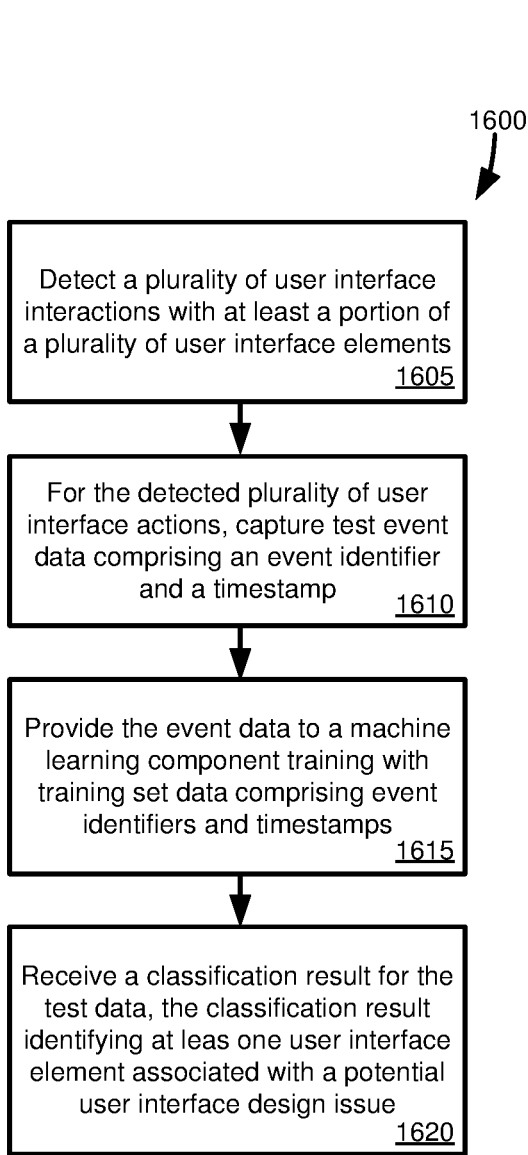 1600
Detect a plurality of user interface
interactions with at least a portion of
a plurality of user interface elements
1605
For the detected plurality of user
interface actions, capture test event
data comprising an event identifier
and a timestamp
1610
Provide the event data to a machine
learning component training with
training set data comprising event
identifiers and timestamps
1615
Receive a classification result for the
test data, the classification result
identifying at leas one user interface
element associated with a potential
user interface design issue
1620